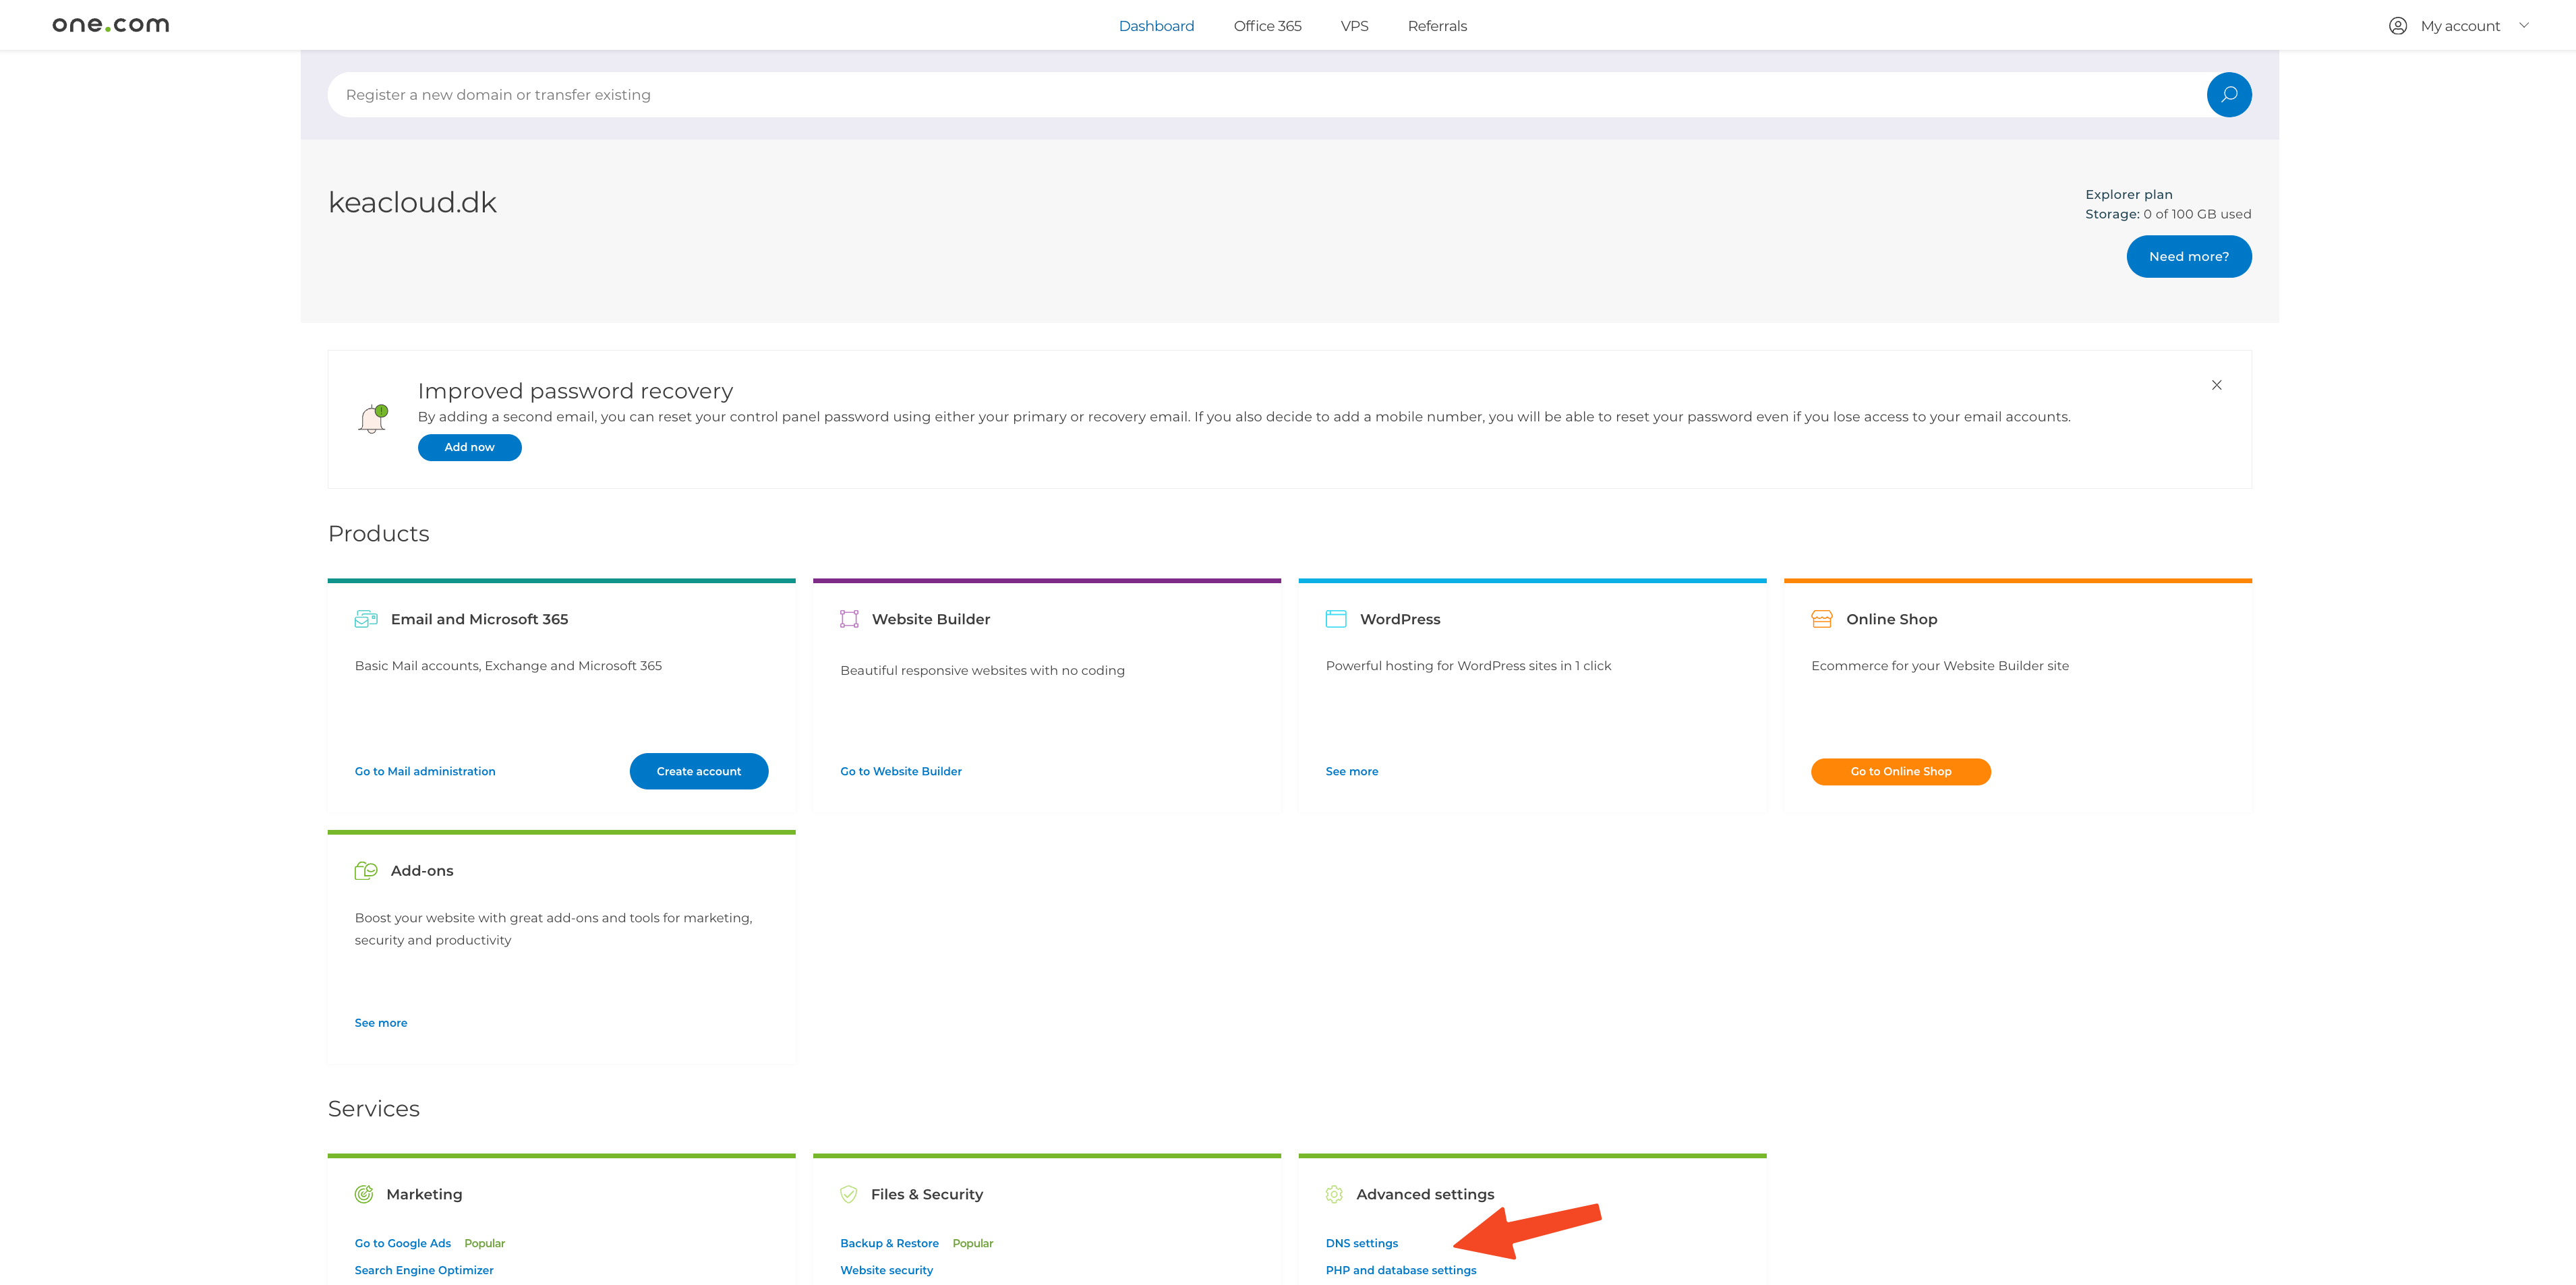 one.com
Dashboard Office 365 VPS Referrals
My account
Register a new domain or transfer existing
keacloud.dk
Explorer plan
Storage: 0 of 100 GB used
Need more?
Improved password recovery
By adding a second email, you can reset your control panel password using either your primary or recovery email. If you also decide to add a mobile number, you will be able to reset your password even if you lose access to your email accounts.
Add now
Products
Email and Microsoft 365
Basic Mail accounts, Exchange and Microsoft 365
Go to Mail administration
Create account
Website Builder
Beautiful responsive websites with no coding
Go to Website Builder
WordPress
Powerful hosting for WordPress sites in 1 click
See more
Online Shop
Ecommerce for your Website Builder site
Go to Online Shop
Add-ons
Boost your website with great add-ons and tools for marketing,
security and productivity
See more
Services
Marketing
Go to Google Ads Popular
Search Engine Optimizer
Files & Security
Backup & Restore Popular
Website security
Advanced settings
DNS settings
PHP and database settings